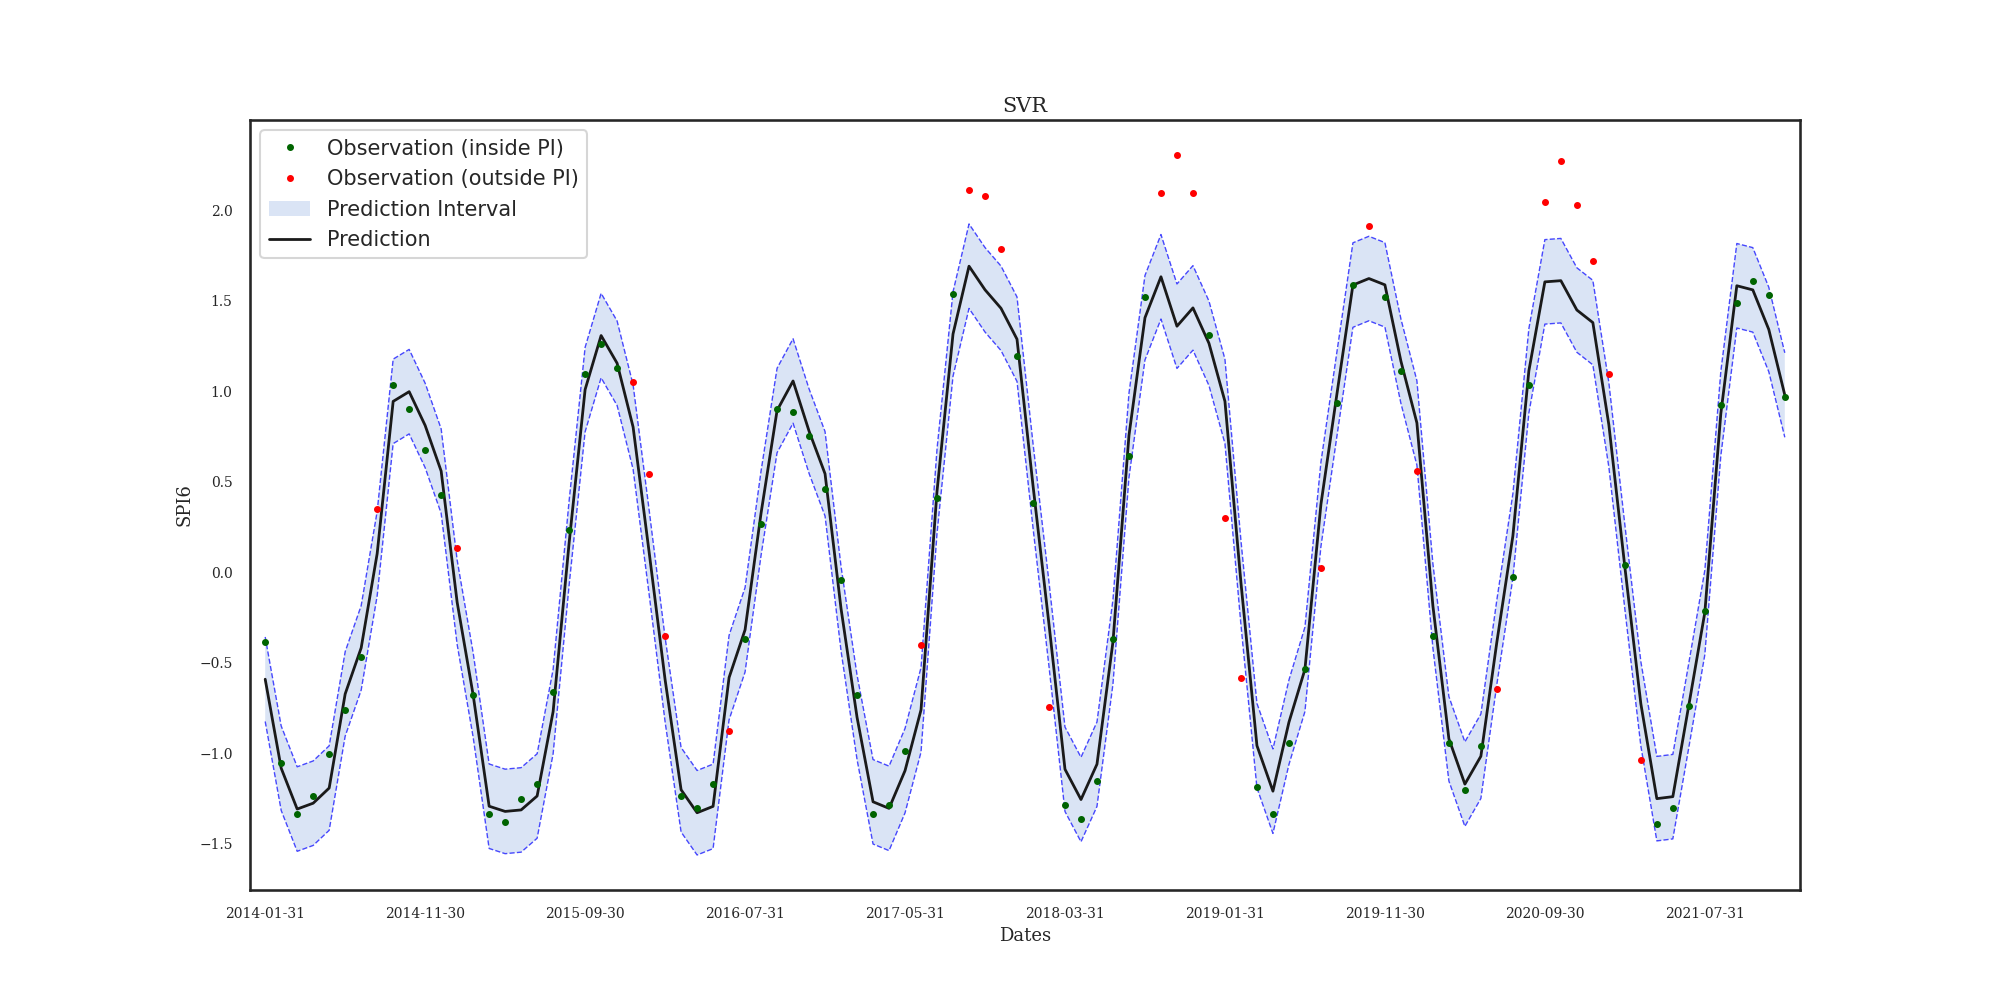 SVR
Observation (inside PI)
Observation (outside PI)
Prediction Interval
Prediction
2.0
1.5
1.0
0.5
0.0
−0.5
−1.0
−1.5
SPI6
2014-01-31 2014-11-30 2015-09-30 2016-07-31 2017-05-31 2018-03-31 2019-01-31 2019-11-30 2020-09-30 2021-07-31
Dates